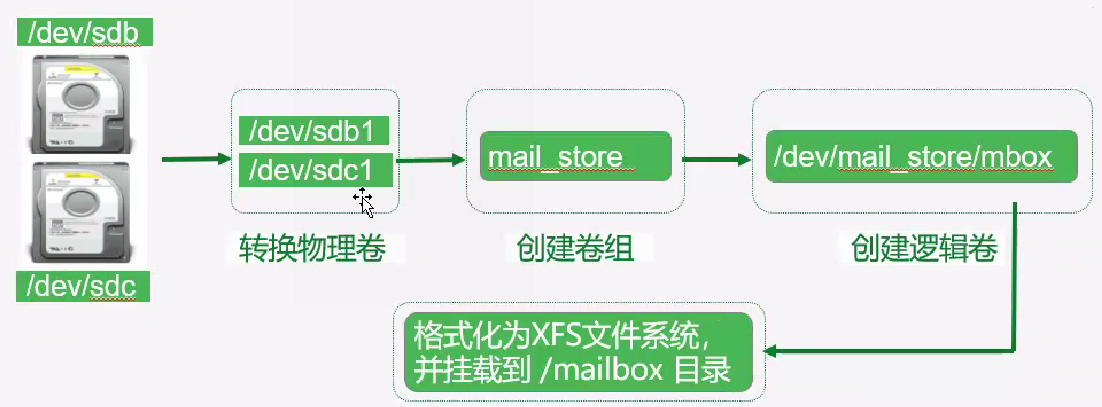 /dev/sdb
/dev/sdc
/dev/sdb1
/dev/sdc1
转换物理卷
mail_store
创建卷组
/dev/mail_store/mbox
创建逻辑卷
格式化为XFS文件系统,
并挂载到 /mailbox 目录